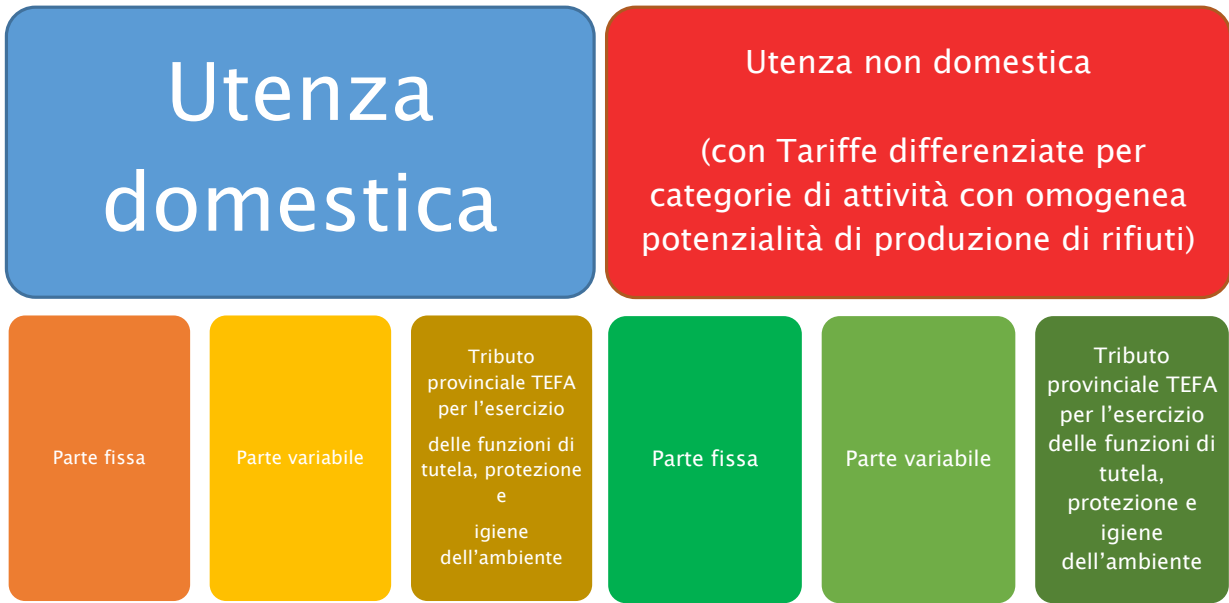 Utenza
domestica
Utenza non domestica
(con Tariffe differenziate per
categorie di attività con omogenea
potenzialità di produzione di rifiuti)
Parte fissa
Parte variabile
Tributo
provinciale TEFA
per l’esercizio
delle funzioni di
tutela, protezione
e
igiene
dell’ambiente
Parte fissa
Parte variabile
Tributo
provinciale TEFA
per l’esercizio
delle funzioni di
tutela,
protezione e
igiene
dell’ambiente